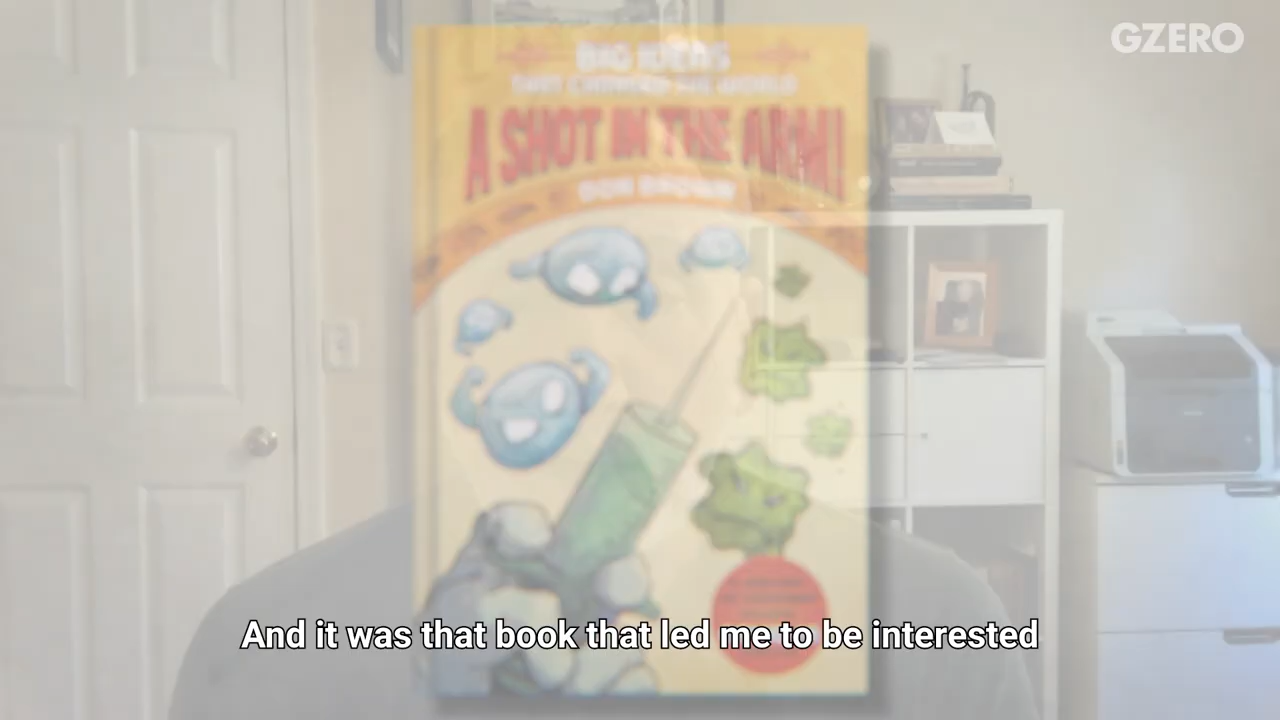 GZERO
BIG IDEAS
THAT CHANGED THE WORLD
A SHOT IN THE ARM!
DON BROWN
And it was that book that led me to be interested